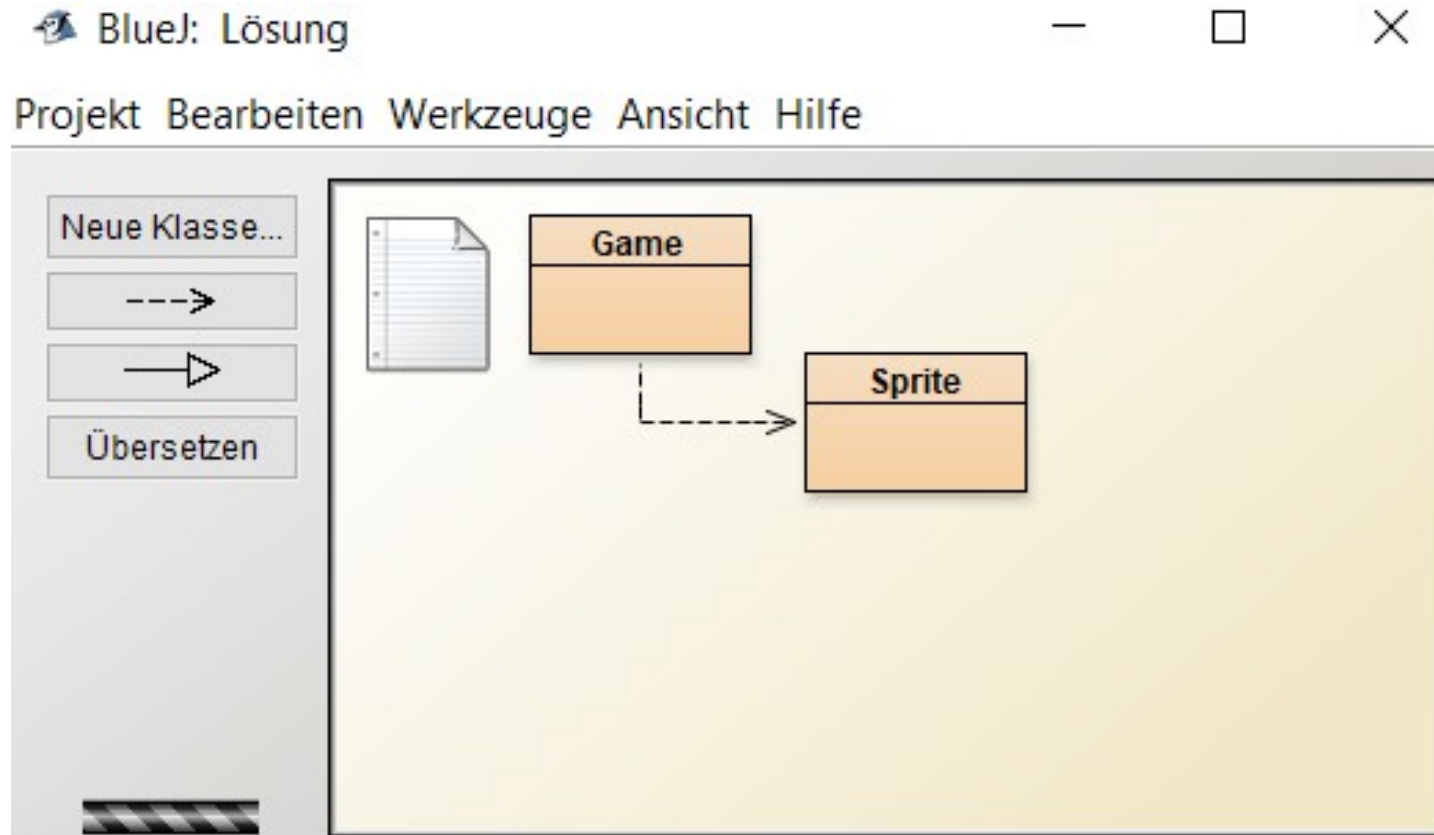 BlueJ: Lösung
Projekt Bearbeiten Werkzeuge Ansicht Hilfe
Neue Klasse...
Game
Sprite
Übersetzen